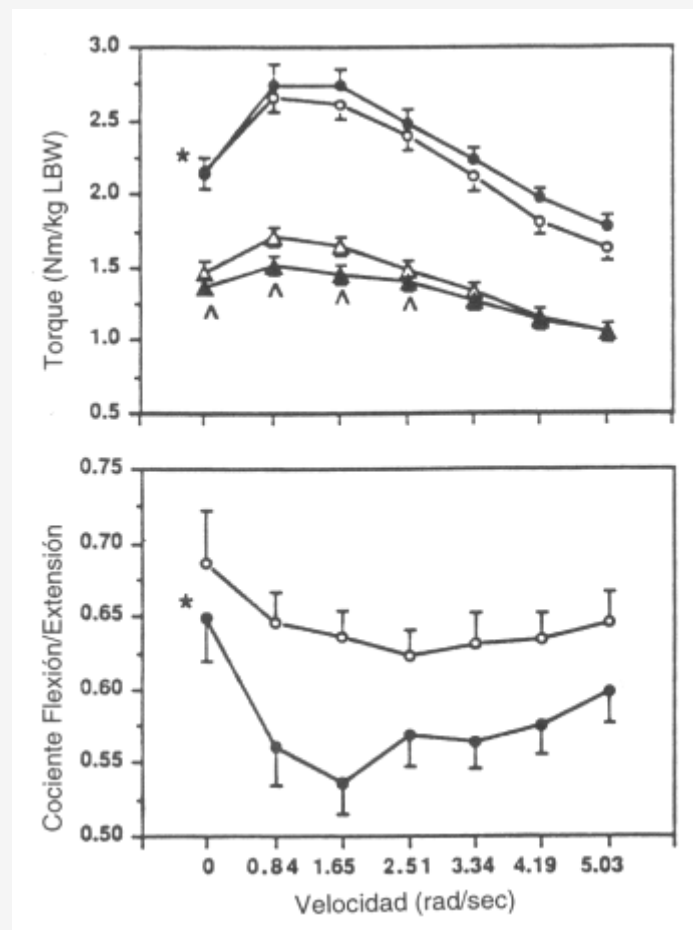 3.0
2.5
2.0
1.5
1.0
0.5
Torque (Nm/kg LBW)
*
^ ^ ^ ^
0.75
0.70
0.65
0.60
0.55
0.50
Cociente Flexión/Extensión
*
0 0.84 1.65 2.51 3.34 4.19 5.03
Velocidad (rad/sec)